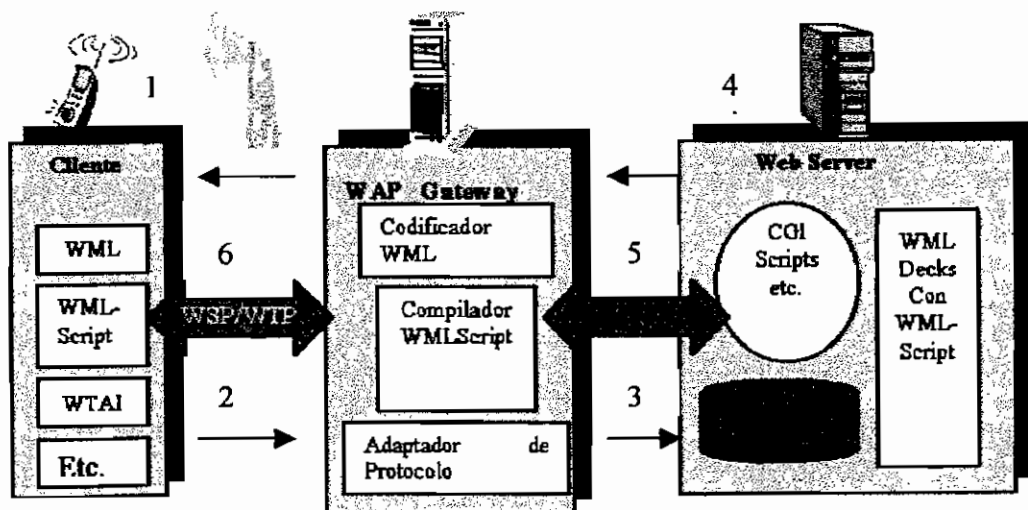 1
4
Cliente
WAP Gateway
Web Server
WML
WML-
Script
WTAI
Etc.
6
WSP/WTP
2
Codificador
WML
Compilador
WMLScript
Adaptador de
Protocolo
5
3
CGI
Scripts
etc.
WML
Decks
Con
WML-
Script